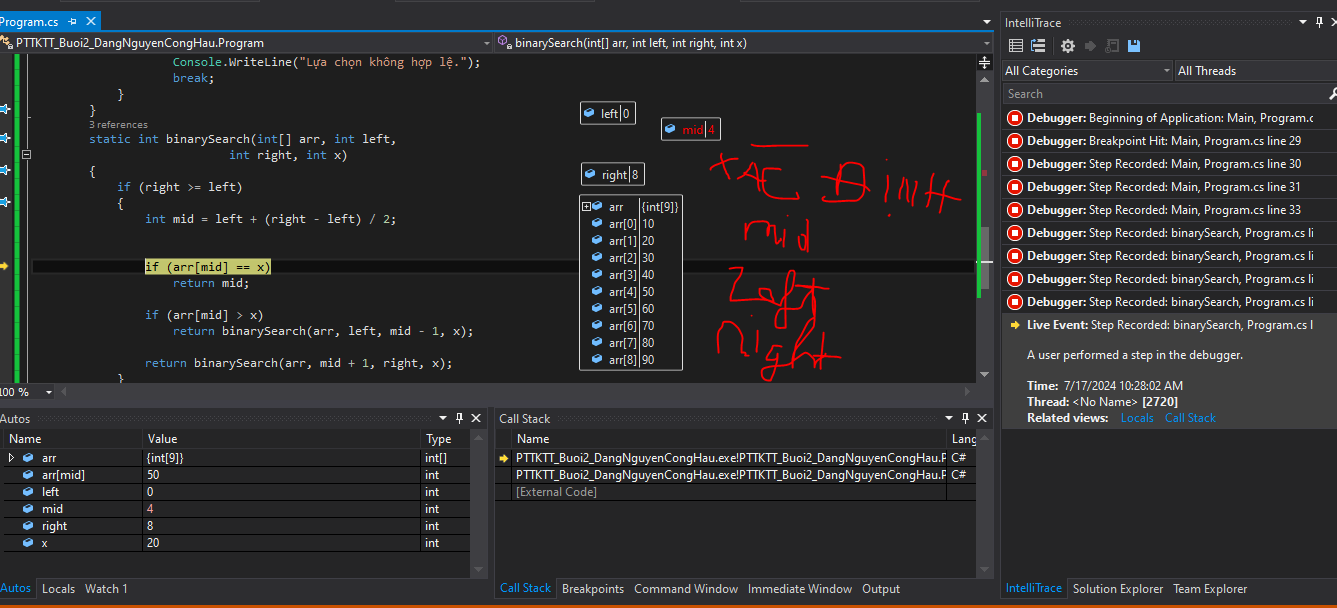 Program.cs
IntelliTrace
PTTKTT_Buoi2_DangNguyenCongHau.Program
binarySearch(int[] arr, int left, int right, int x)
Console.WriteLine("Lựa chọn không hợp lệ.");
break;
}
}
3 references
static int binarySearch(int[] arr, int left,
int right, int x)
{
if (right >= left)
{
int mid = left + (right - left) / 2;
if (arr[mid] == x)
return mid;
if (arr[mid] > x)
return binarySearch(arr, left, mid - 1, x);
return binarySearch(arr, mid + 1, right, x);
}
100 %
left 0
mid 4
right 8
arr {int[9]}
arr[0] 10
arr[1] 20
arr[2] 30
arr[3] 40
arr[4] 50
arr[5] 60
arr[6] 70
arr[7] 80
arr[8] 90
mid
Left
Right
All Categories
All Threads
Search
Debugger: Beginning of Application: Main, Program.c
Debugger: Breakpoint Hit: Main, Program.cs line 29
Debugger: Step Recorded: Main, Program.cs line 30
Debugger: Step Recorded: Main, Program.cs line 31
Debugger: Step Recorded: Main, Program.cs line 33
Debugger: Step Recorded: binarySearch, Program.cs li
Debugger: Step Recorded: binarySearch, Program.cs li
Debugger: Step Recorded: binarySearch, Program.cs li
Debugger: Step Recorded: binarySearch, Program.cs li
Live Event: Step Recorded: binarySearch, Program.cs l
A user performed a step in the debugger.
Time: 7/17/2024 10:28:02 AM
Thread: <No Name> [2720]
Related views: Locals Call Stack
Autos
Name Value Type
arr {int[9]} int[]
arr[mid] 50 int
left 0 int
mid 4 int
right 8 int
x 20 int
Autos Locals Watch 1
Call Stack
Name Lang
PTTKTT_Buoi2_DangNguyenCongHau.exe!PTTKTT_Buoi2_DangNguyenCongHau.P C#
PTTKTT_Buoi2_DangNguyenCongHau.exe!PTTKTT_Buoi2_DangNguyenCongHau.P C#
[External Code]
Call Stack Breakpoints Command Window Immediate Window Output
IntelliTrace Solution Explorer Team Explorer